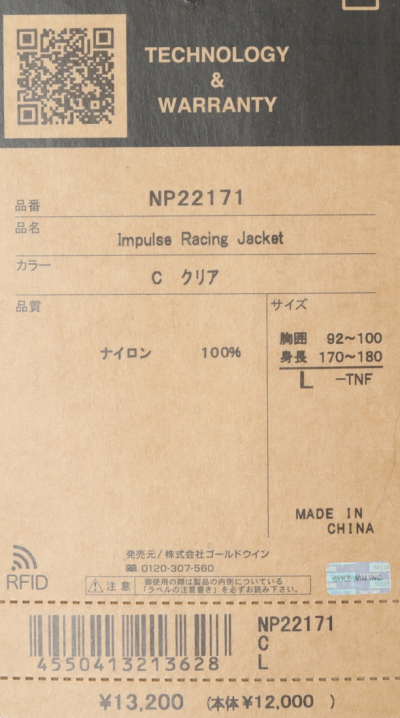 TECHNOLOGY
&
WARRANTY
品番 NP22171
品名 Impulse Racing Jacket
カラー C クリア
品質
ナイロン 100%
サイズ
胸囲 92～100
身長 170～180
L -TNF
MADE IN
CHINA
発売元/株式会社ゴールドウイン
0120-307-560
RFID
注意 御使用の際は製品の内側についている
「ラベルの注意書き」を必ずお読み下さい。
NP22171
C
L
4550413213628
¥13,200 (本体¥12,000 )